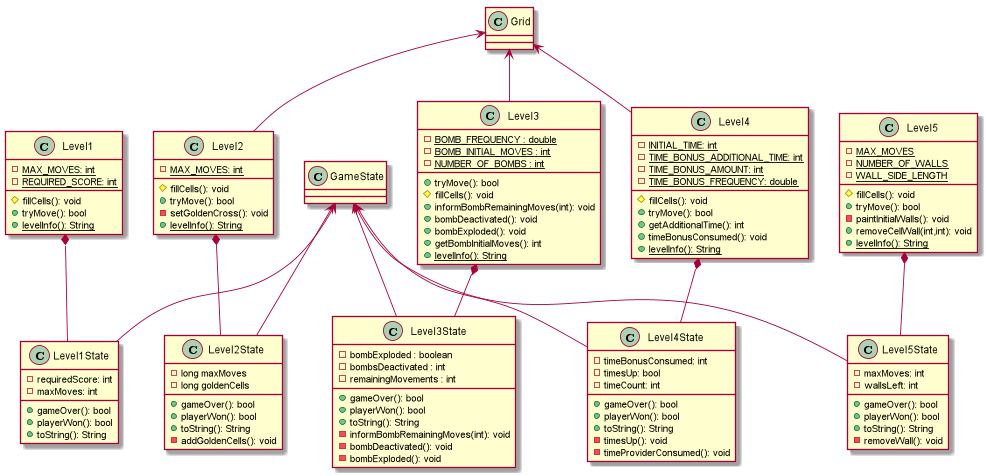 C Grid
C Level1
MAX_MOVES: int
REQUIRED_SCORE: int
fillCells(): void
tryMove(): bool
levelInfo(): String
C Level2
MAX_MOVES: int
fillCells(): void
tryMove(): bool
setGoldenCross(): void
levelInfo(): String
C GameState
C Level3
BOMB_FREQUENCY : double
BOMB_INITIAL_MOVES : int
NUMBER_OF_BOMBS : int
tryMove(): bool
fillCells(): void
informBombRemainingMoves(int): void
bombDeactivated(): void
bombExploded(): void
getBombInitialMoves(): int
levelInfo(): String
C Level4
INITIAL_TIME: int
TIME_BONUS_ADDITIONAL_TIME: int
TIME_BONUS_AMOUNT: int
TIME_BONUS_FREQUENCY: double
fillCells(): void
tryMove(): bool
getAdditionalTime(): int
timeBonusConsumed(): void
levelInfo(): String
C Level5
MAX_MOVES
NUMBER_OF_WALLS
WALL_SIDE_LENGTH
fillCells(): void
tryMove(): bool
paintInitialWalls(): void
removeCellWall(int,int): void
levelInfo(): String
C Level1State
requiredScore: int
maxMoves: int
gameOver(): bool
playerWon(): bool
toString(): String
C Level2State
long maxMoves
long goldenCells
gameOver(): bool
playerWon(): bool
toString(): String
addGoldenCells(): void
C Level3State
bombExploded : boolean
bombsDeactivated : int
remainingMovements : int
gameOver(): bool
playerWon(): bool
toString(): String
informBombRemainingMoves(int): void
bombDeactivated(): void
bombExploded(): void
C Level4State
timeBonusConsumed: int
timesUp: bool
timeCount: int
gameOver(): bool
playerWon(): bool
toString(): String
timesUp(): void
timeProviderConsumed(): void
C Level5State
maxMoves: int
wallsLeft: int
gameOver(): bool
playerWon(): bool
toString(): String
removeWall(): void